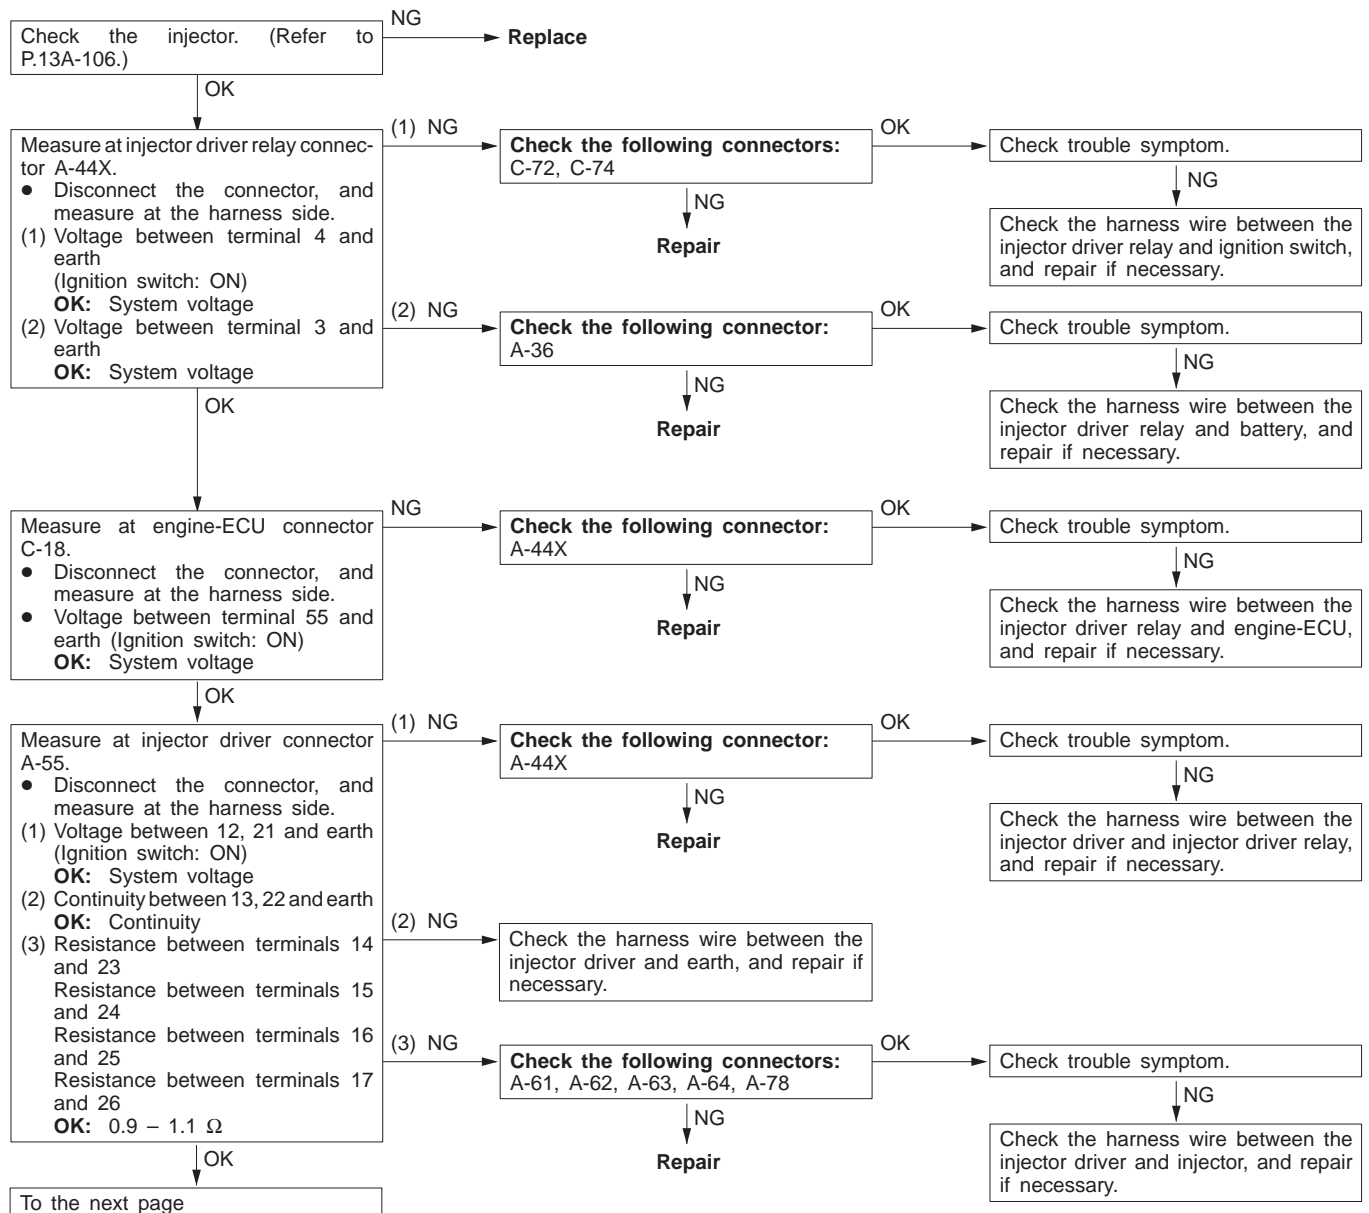 Check the injector. (Refer to
P.13A-106.)
NG
Replace
OK
Measure at injector driver relay connec-
tor A-44X.
● Disconnect the connector, and
measure at the harness side.
(1) Voltage between terminal 4 and
earth
(Ignition switch: ON)
OK: System voltage
(2) Voltage between terminal 3 and
earth
OK: System voltage
(1) NG
Check the following connectors:
C-72, C-74
OK
Check trouble symptom.
NG
Repair
NG
Check the harness wire between the
injector driver relay and ignition switch,
and repair if necessary.
(2) NG
Check the following connector:
A-36
OK
Check trouble symptom.
NG
Repair
NG
Check the harness wire between the
injector driver relay and battery, and
repair if necessary.
OK
Measure at engine-ECU connector
C-18.
● Disconnect the connector, and
measure at the harness side.
● Voltage between terminal 55 and
earth (Ignition switch: ON)
OK: System voltage
NG
Check the following connector:
A-44X
OK
Check trouble symptom.
NG
Repair
NG
Check the harness wire between the
injector driver relay and engine-ECU,
and repair if necessary.
OK
Measure at injector driver connector
A-55.
● Disconnect the connector, and
measure at the harness side.
(1) Voltage between 12, 21 and earth
(Ignition switch: ON)
OK: System voltage
(2) Continuity between 13, 22 and earth
OK: Continuity
(3) Resistance between terminals 14
and 23
Resistance between terminals 15
and 24
Resistance between terminals 16
and 25
Resistance between terminals 17
and 26
OK: 0.9 – 1.1 Ω
(1) NG
Check the following connector:
A-44X
OK
Check trouble symptom.
NG
Repair
NG
Check the harness wire between the
injector driver and injector driver relay,
and repair if necessary.
(2) NG
Check the harness wire between the
injector driver and earth, and repair if
necessary.
(3) NG
Check the following connectors:
A-61, A-62, A-63, A-64, A-78
OK
Check trouble symptom.
NG
Repair
NG
Check the harness wire between the
injector driver and injector, and repair
if necessary.
OK
To the next page